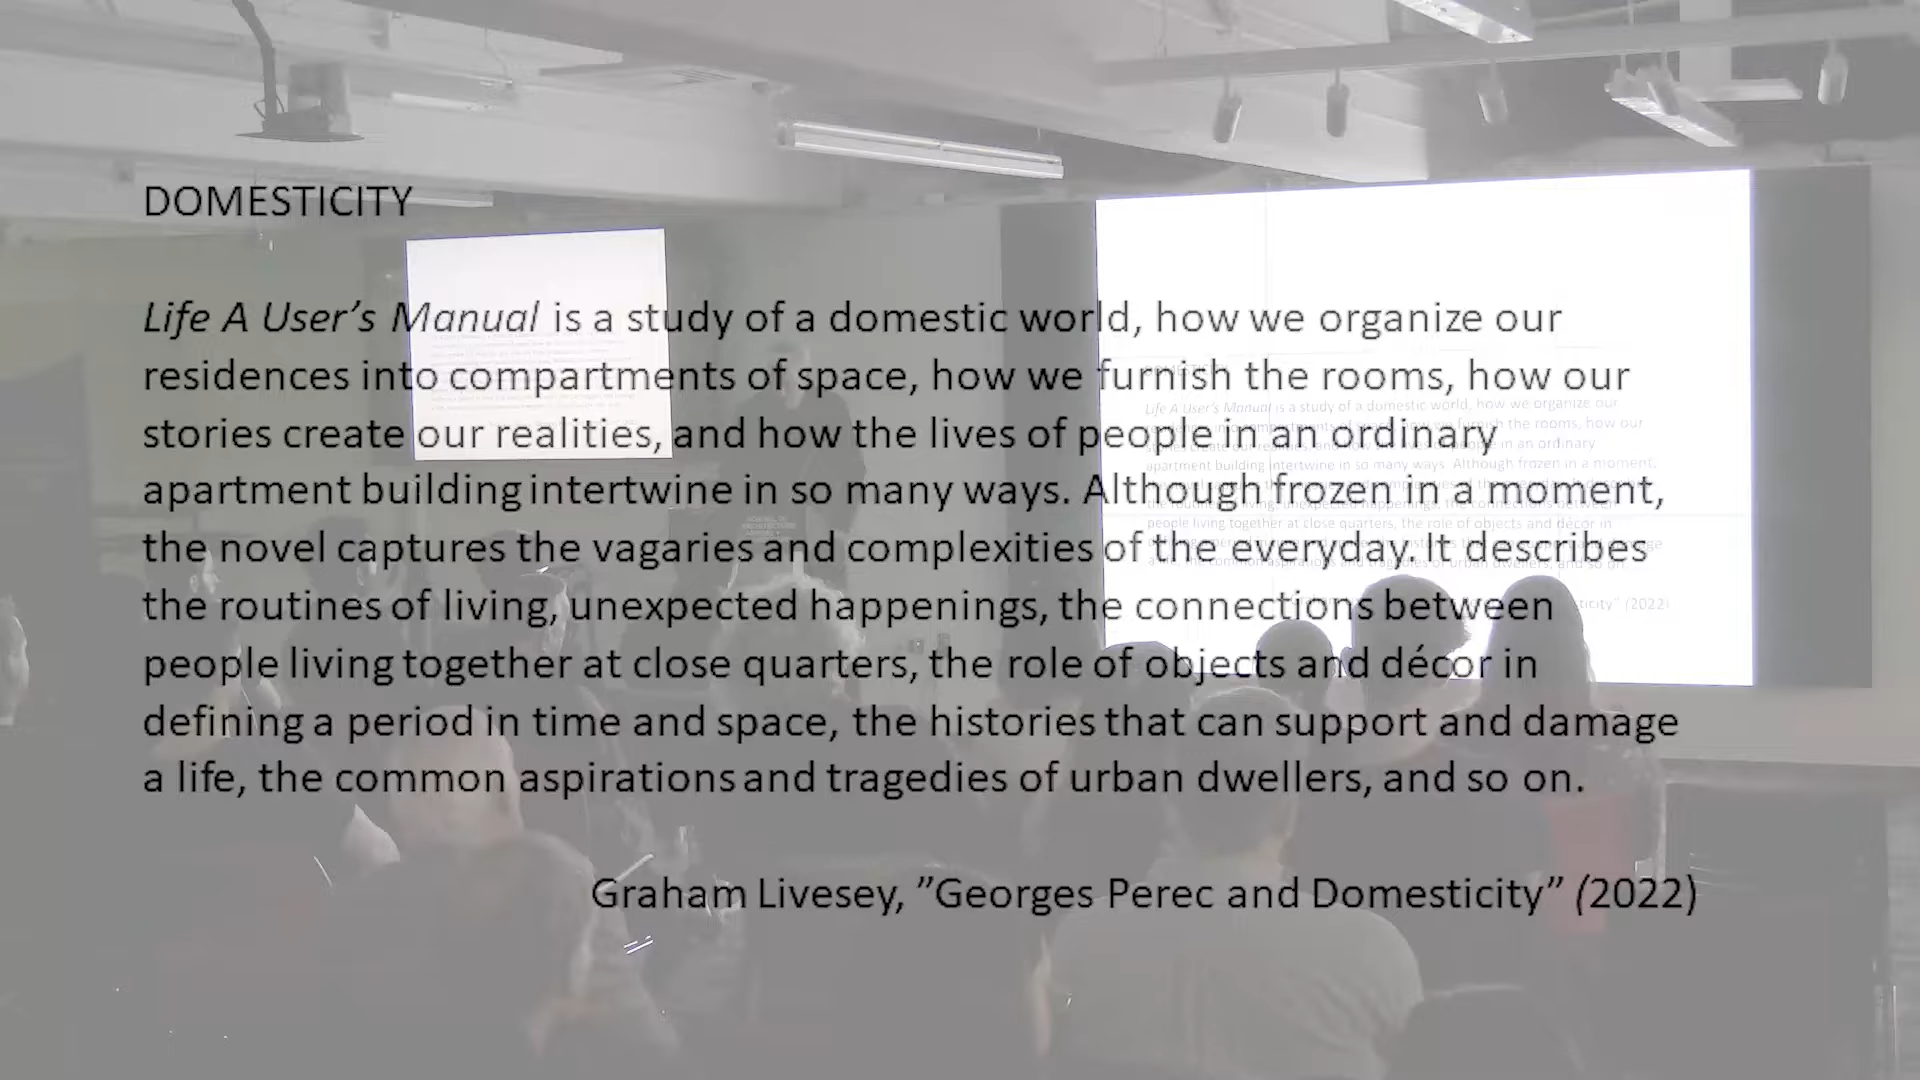 DOMESTICITY
Life A User’s Manual is a study of a domestic world, how we organize our
residences into compartments of space, how we furnish the rooms, how our
stories create our realities, and how the lives of people in an ordinary
apartment building intertwine in so many ways. Although frozen in a moment,
the novel captures the vagaries and complexities of the everyday. It describes
the routines of living, unexpected happenings, the connections between
people living together at close quarters, the role of objects and décor in
defining a period in time and space, the histories that can support and damage
a life, the common aspirations and tragedies of urban dwellers, and so on.
Graham Livesey, ”Georges Perec and Domesticity” (2022)